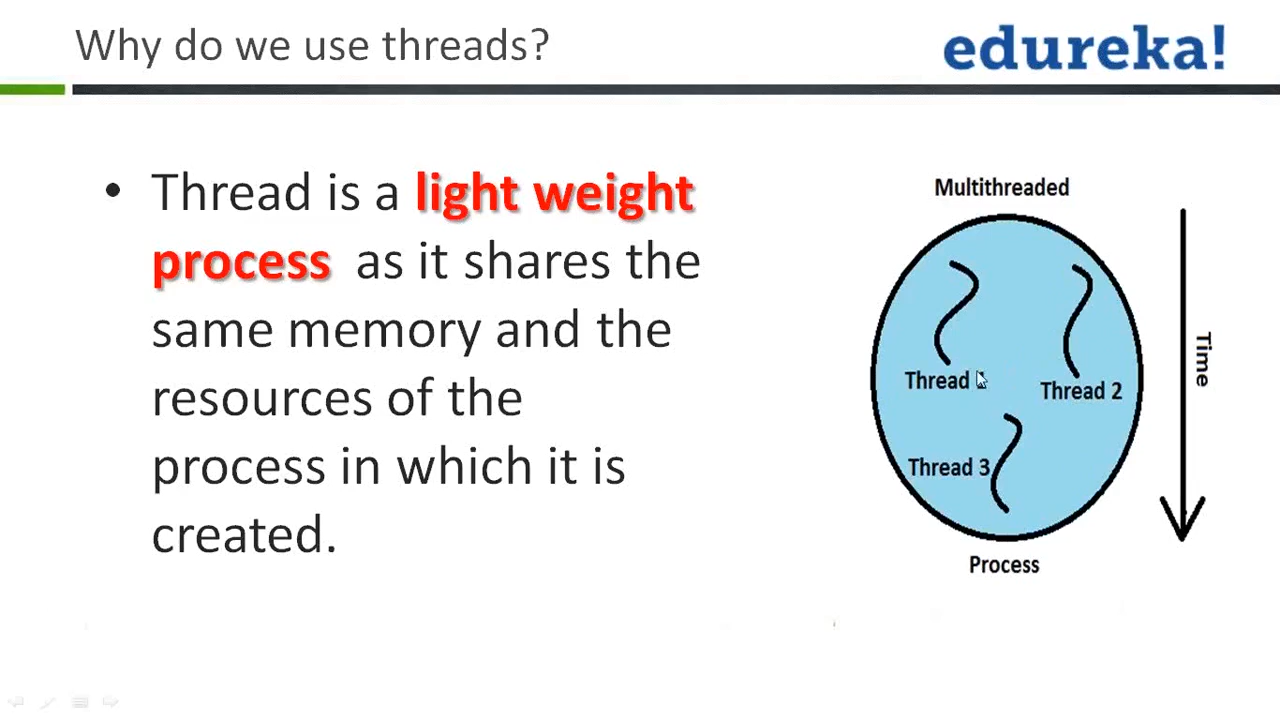 Why do we use threads?
edureka!
• Thread is a light weight
process as it shares the
same memory and the
resources of the
process in which it is
created.
Multithreaded
Thread
Thread 2
Thread 3
Process
Time